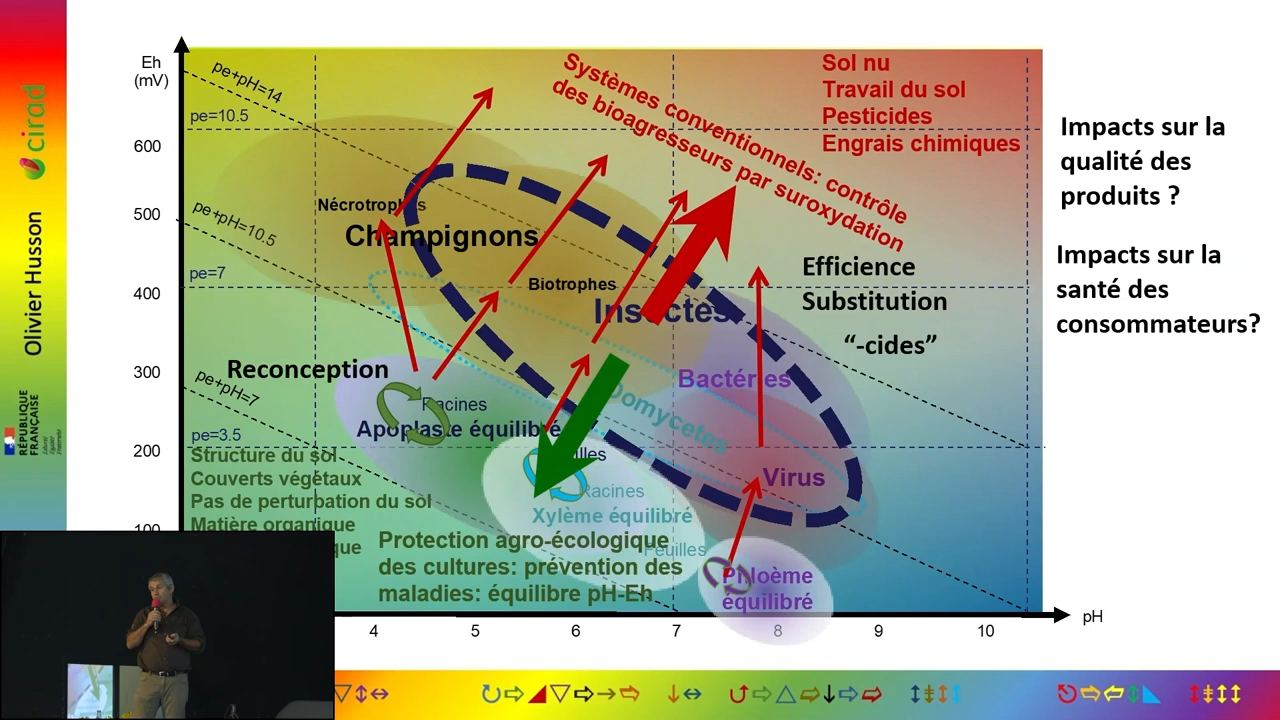 cirad
Olivier Husson
RÉPUBLIQUE
FRANÇAISE
Liberté
Égalité
Fraternité
Eh
(mV)
600
500
400
300
200
100
pe+pH=14
pe=10.5
pe+pH=10.5
pe=7
pe+pH=7
pe=3.5
Systèmes conventionnels: contrôle
des bioagresseurs par suroxydation
Sol nu
Travail du sol
Pesticides
Engrais chimiques
Impacts sur la
qualité des
produits ?
Impacts sur la
santé des
consommateurs?
Nécrotrophes
Champignons
Biotrophes
Insectes
Efficience
Substitution
“-cides”
Reconception
Bactéries
Racines
Apoplaste équilibré
Structure du sol
Couverts végétaux
Pas de perturbation du sol
Matière organique
Virus
Racines
Xylème équilibré
Feuilles
Protection agro-écologique
des cultures: prévention des
maladies: équilibre pH-Eh
Phloème
équilibré
4 5 6 7 8 9 10
pH